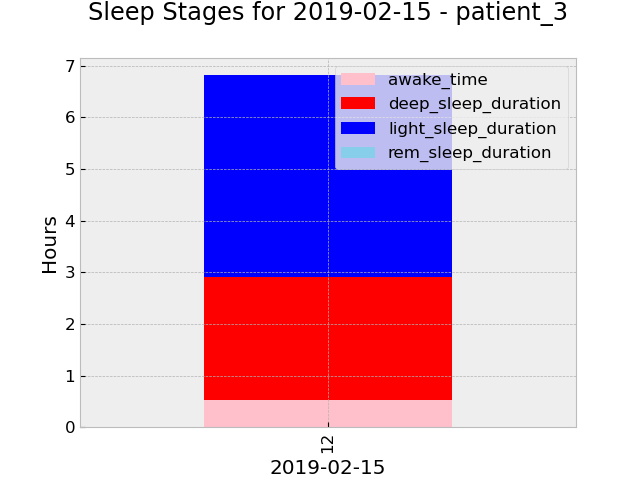 Sleep Stages for 2019-02-15 - patient_3
7
6
5
4
3
2
1
0
Hours
awake_time
deep_sleep_duration
light_sleep_duration
rem_sleep_duration
12
2019-02-15